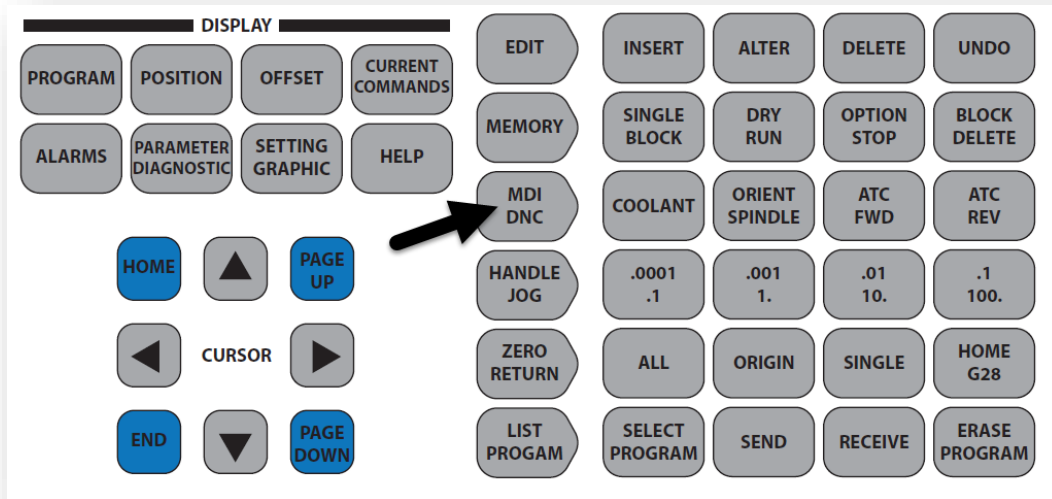 DISPLAY
PROGRAM
POSITION
OFFSET
CURRENT
COMMANDS
ALARMS
PARAMETER
DIAGNOSTIC
SETTING
GRAPHIC
HELP
HOME
PAGE
UP
CURSOR
END
PAGE
DOWN
EDIT
INSERT
ALTER
DELETE
UNDO
MEMORY
SINGLE
BLOCK
DRY
RUN
OPTION
STOP
BLOCK
DELETE
MDI
DNC
COOLANT
ORIENT
SPINDLE
ATC
FWD
ATC
REV
HANDLE
JOG
.0001
.1
.001
1.
.01
10.
.1
100.
ZERO
RETURN
ALL
ORIGIN
SINGLE
HOME
G28
LIST
PROGAM
SELECT
PROGRAM
SEND
RECEIVE
ERASE
PROGRAM